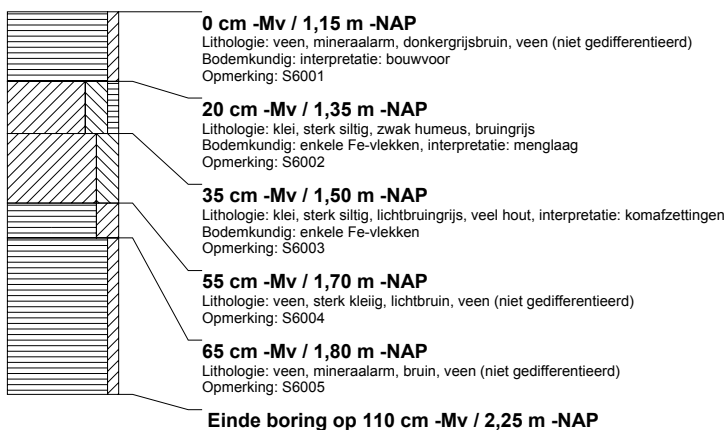 0 cm -Mv / 1,15 m -NAP
Lithologie: veen, mineraalarm, donkergrijsbruin, veen (niet gedifferentieerd)
Bodemkundig: interpretatie: bouwvoor
Opmerking: S6001
20 cm -Mv / 1,35 m -NAP
Lithologie: klei, sterk siltig, zwak humeus, bruingrijs
Bodemkundig: enkele Fe-vlekken, interpretatie: menglaag
Opmerking: S6002
35 cm -Mv / 1,50 m -NAP
Lithologie: klei, sterk siltig, lichtbruingrijs, veel hout, interpretatie: komafzettingen
Bodemkundig: enkele Fe-vlekken
Opmerking: S6003
55 cm -Mv / 1,70 m -NAP
Lithologie: veen, sterk kleiig, lichtbruin, veen (niet gedifferentieerd)
Opmerking: S6004
65 cm -Mv / 1,80 m -NAP
Lithologie: veen, mineraalarm, bruin, veen (niet gedifferentieerd)
Opmerking: S6005
Einde boring op 110 cm -Mv / 2,25 m -NAP